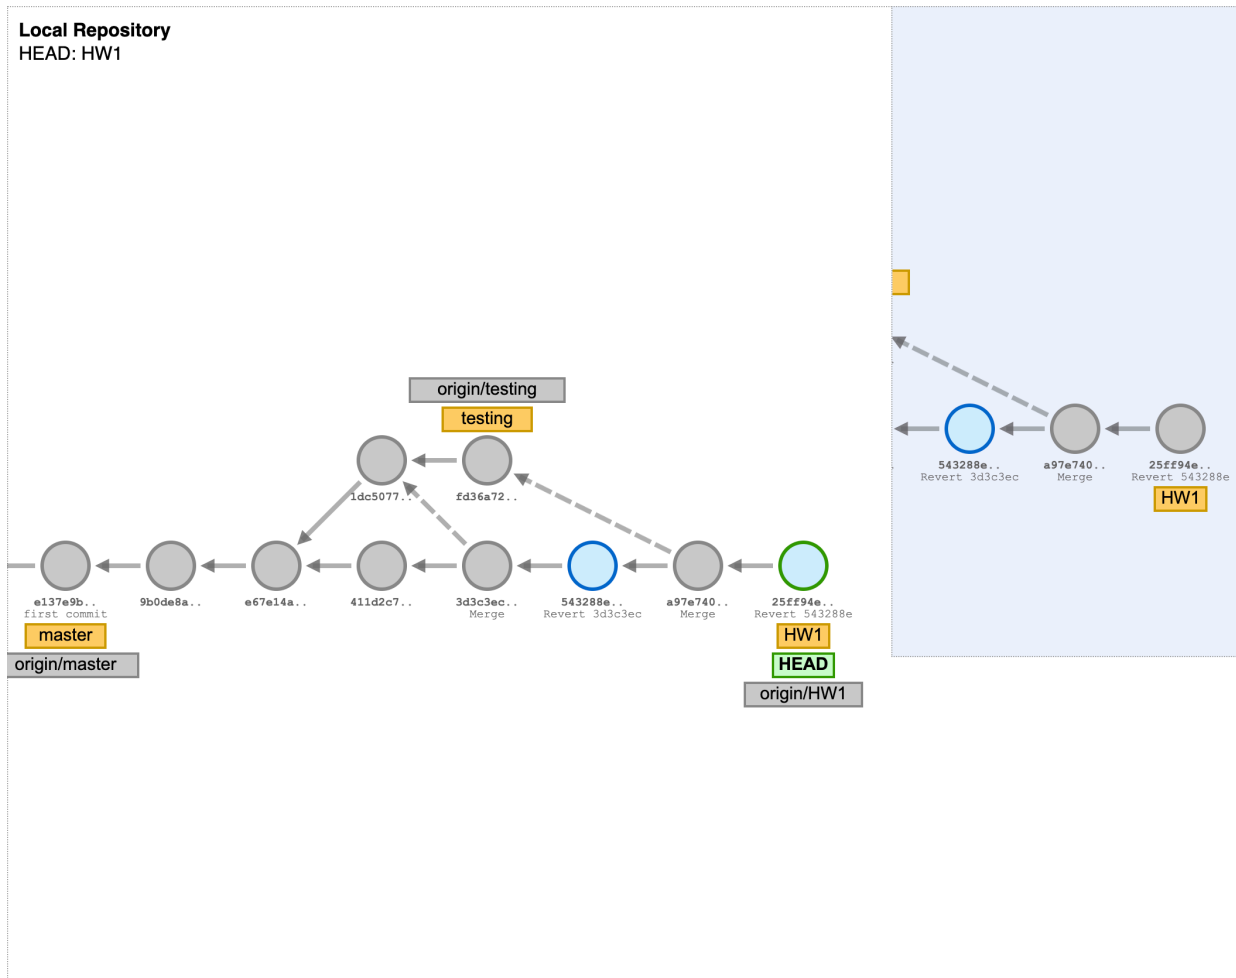 Local Repository
HEAD: HW1
origin/testing
testing
1dc5077..
fd36a72..
e137e9b..
first commit
master
origin/master
9b0de8a..
e67e14a..
411d2c7..
3d3c3ec..
Merge
543288e..
Revert 3d3c3ec
a97e740..
Merge
25ff94e..
Revert 543288e
HW1
HEAD
origin/HW1
543288e..
Revert 3d3c3ec
a97e740..
Merge
25ff94e..
Revert 543288e
HW1